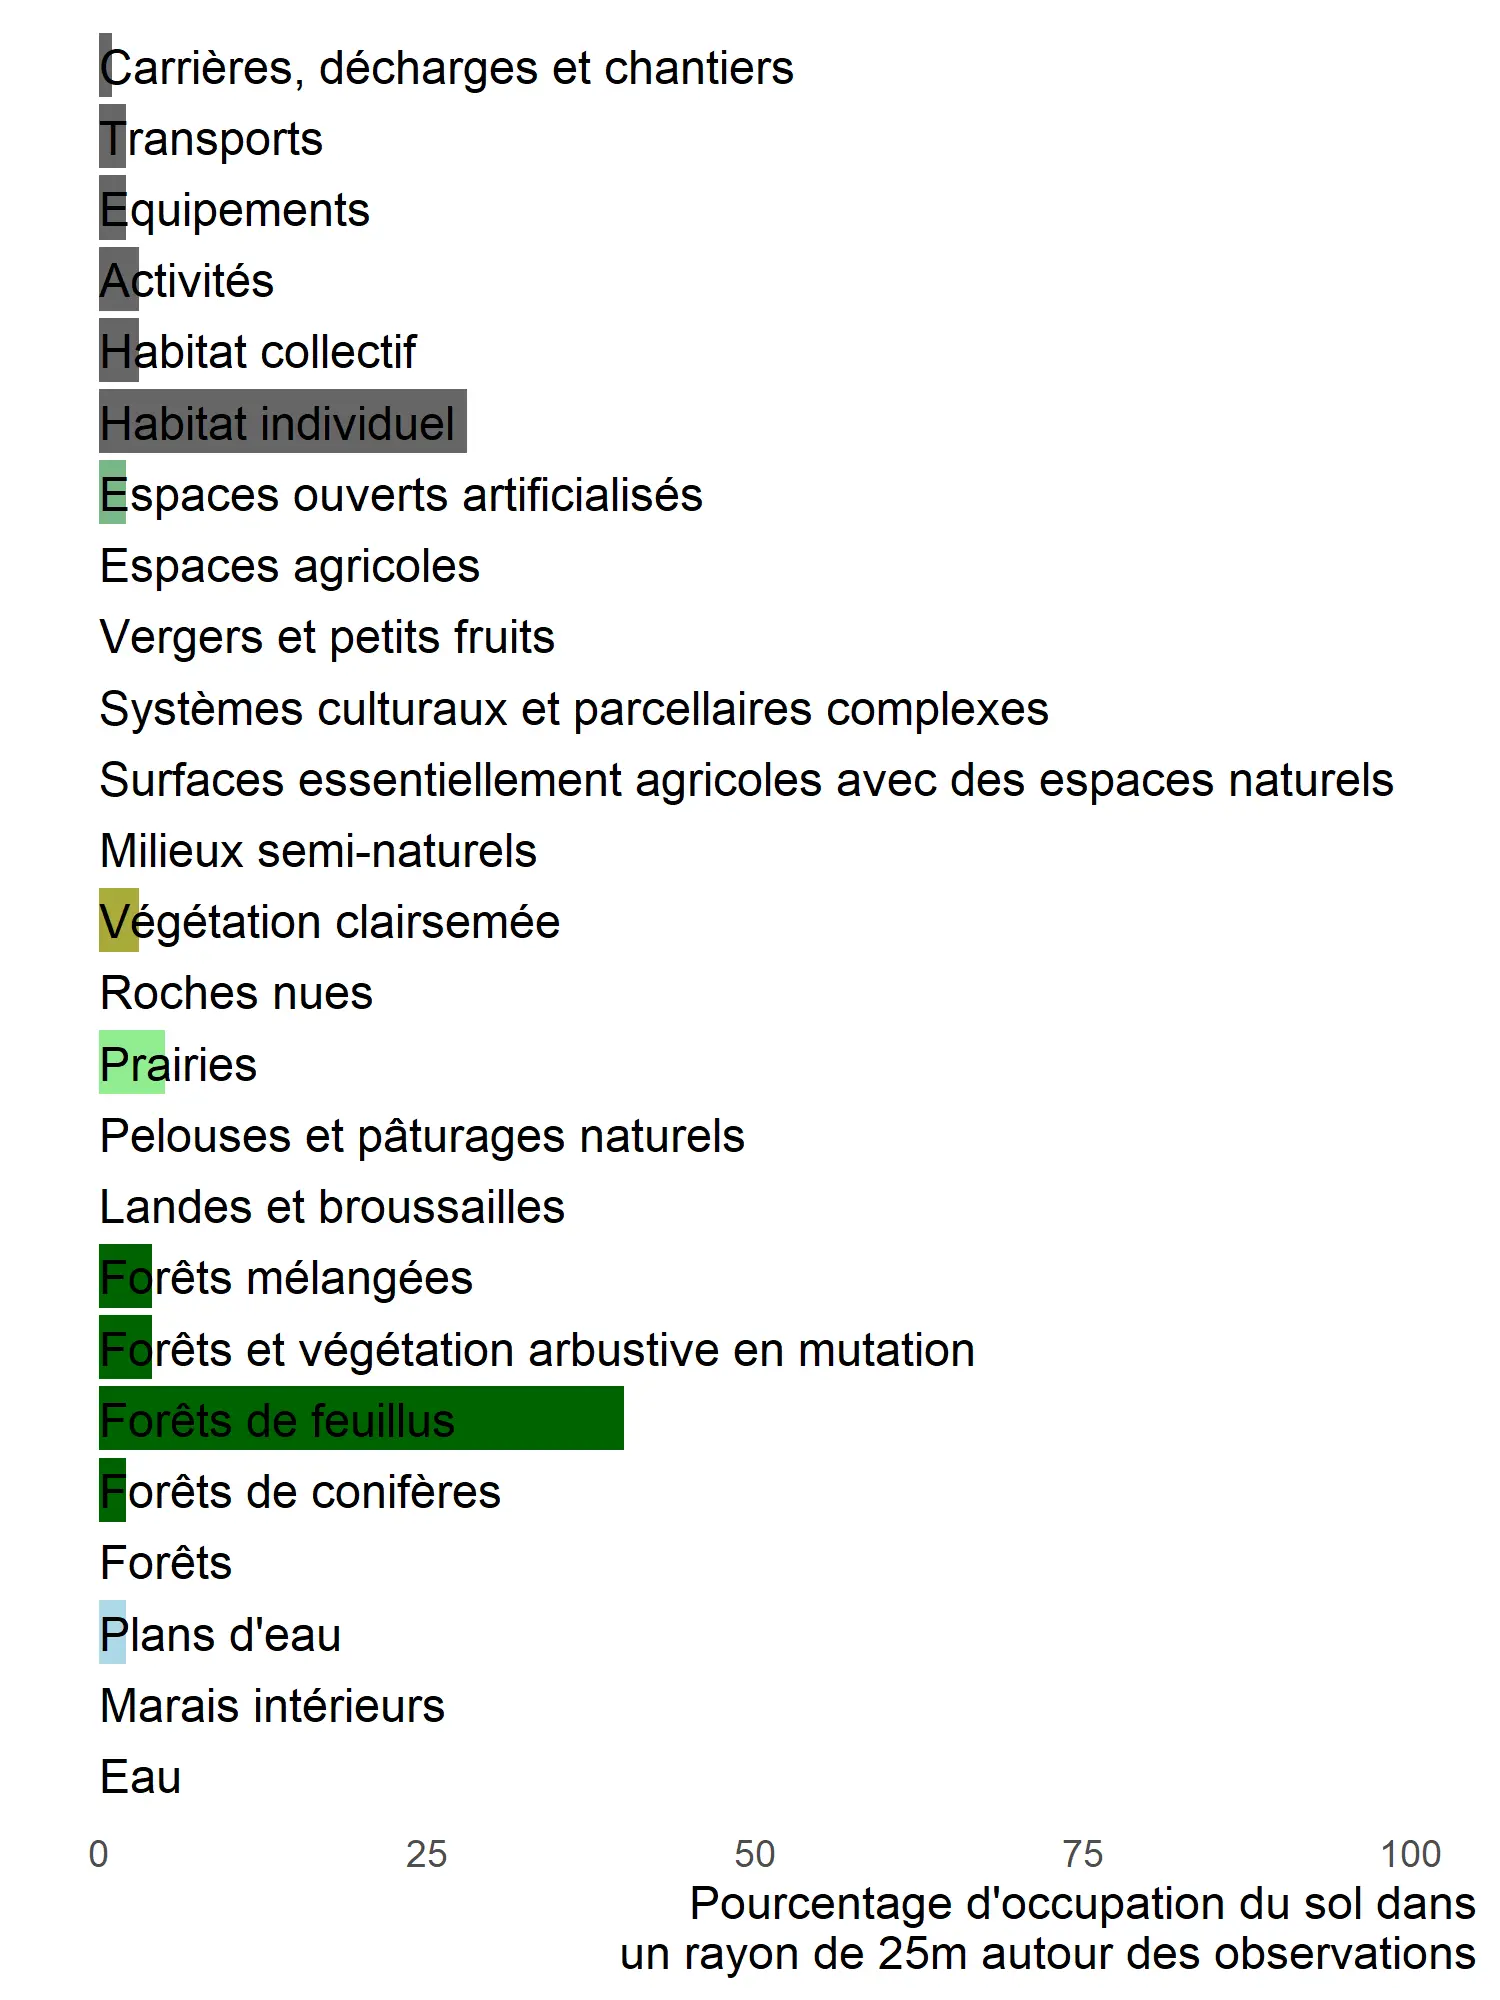 Carrières, décharges et chantiers
Transports
Equipements
Activités
Habitat collectif
Habitat individuel
Espaces ouverts artificialisés
Espaces agricoles
Vergers et petits fruits
Systèmes culturaux et parcellaires complexes
Surfaces essentiellement agricoles avec des espaces naturels
Milieux semi-naturels
Végétation clairsemée
Roches nues
Prairies
Pelouses et pâturages naturels
Landes et broussailles
Forêts mélangées
Forêts et végétation arbustive en mutation
Forêts de feuillus
Forêts de conifères
Forêts
Plans d'eau
Marais intérieurs
Eau
0 25 50 75 100
Pourcentage d'occupation du sol dans
un rayon de 25m autour des observations